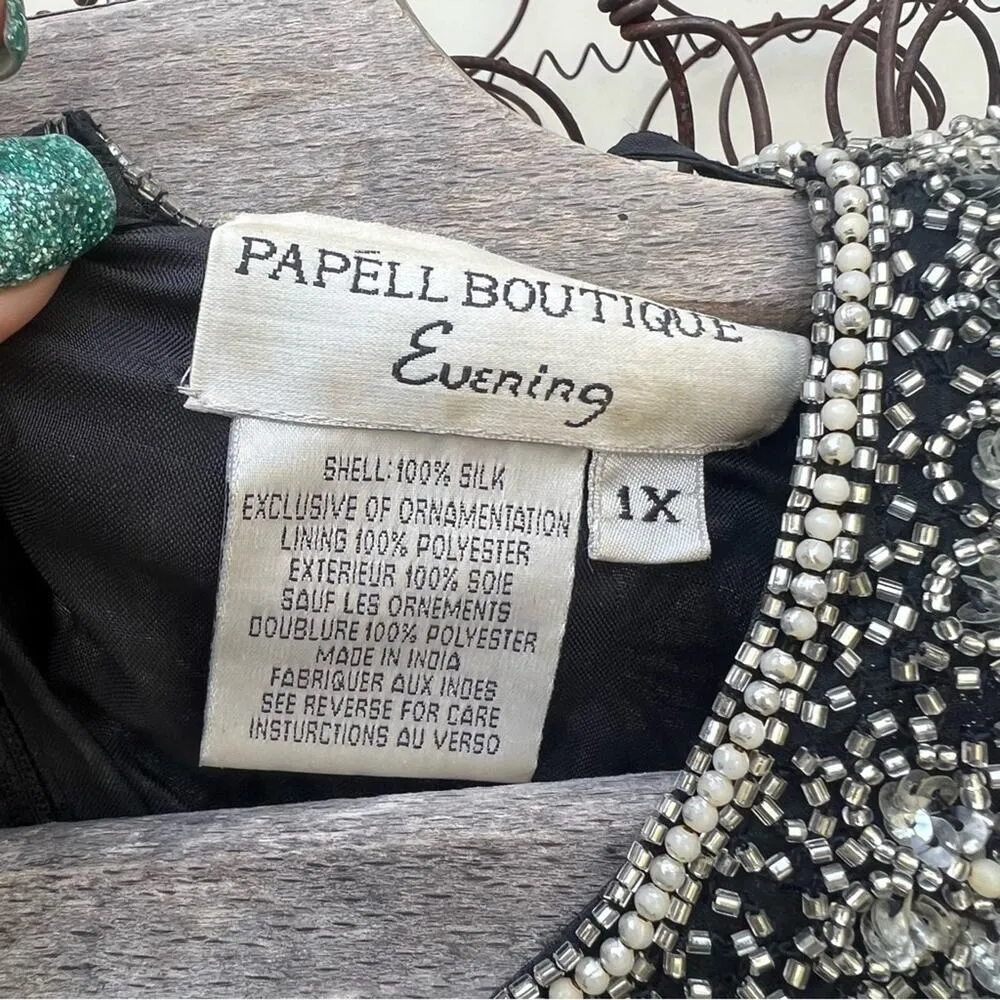 PAPÉLL BOUTIQUE
Evening
1X
SHELL: 100% SILK
EXCLUSIVE OF ORNAMENTATION
LINING 100% POLYESTER
EXTERIEUR 100% SOIE
SAUF LES ORNEMENTS
DOUBLURE 100% POLYESTER
MADE IN INDIA
FABRIQUER AUX INDES
SEE REVERSE FOR CARE
INSTURCTIONS AU VERSO